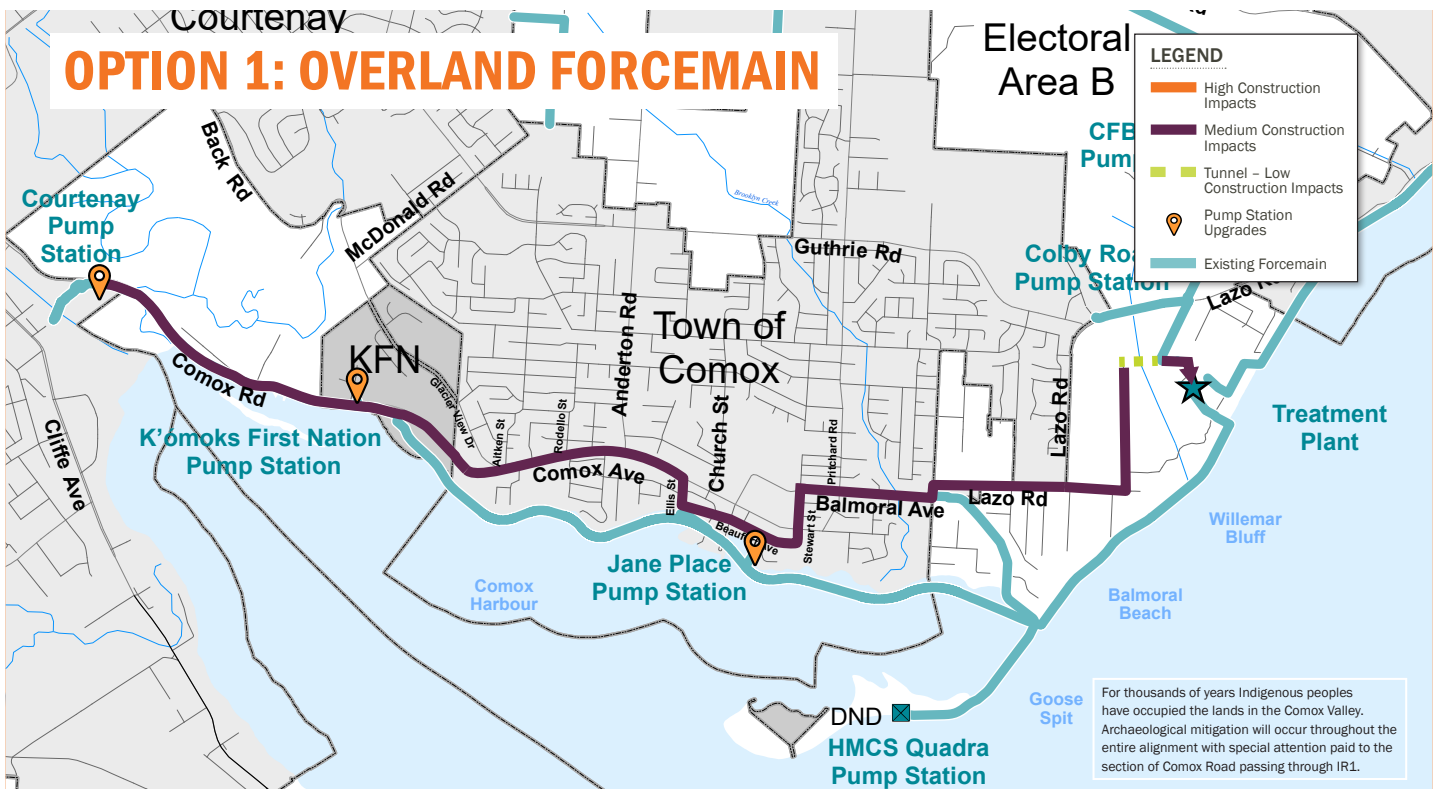 Courtenay
OPTION 1: OVERLAND FORCEMAIN
Electoral
Area B
LEGEND
High Construction
Impacts
Medium Construction
Impacts
Tunnel – Low
Construction Impacts
Pump Station
Upgrades
Existing Forcemain
Back Rd
McDonald Rd
Brooklyn Creek
Guthrie Rd
Courtenay
Pump
Station
Colby Roa
Pump Station
Lazo Rd
Anderton Rd
Town of
Comox
KFN
Glacier View Dr
Comox Rd
K'ómoks First Nation
Pump Station
Cliffe Ave
Aitken St
Rodello St
Church St
Pritchard Rd
Lazo Rd
Comox Ave
Ellis St
Balmoral Ave
Lazo Rd
Stewart St
Treatment
Plant
Jane Place
Pump Station
Comox
Harbour
Willemar
Bluff
Balmoral
Beach
Goose
Spit
DND
HMCS Quadra
Pump Station
For thousands of years Indigenous peoples
have occupied the lands in the Comox Valley.
Archaeological mitigation will occur throughout the
entire alignment with special attention paid to the
section of Comox Road passing through IR1.